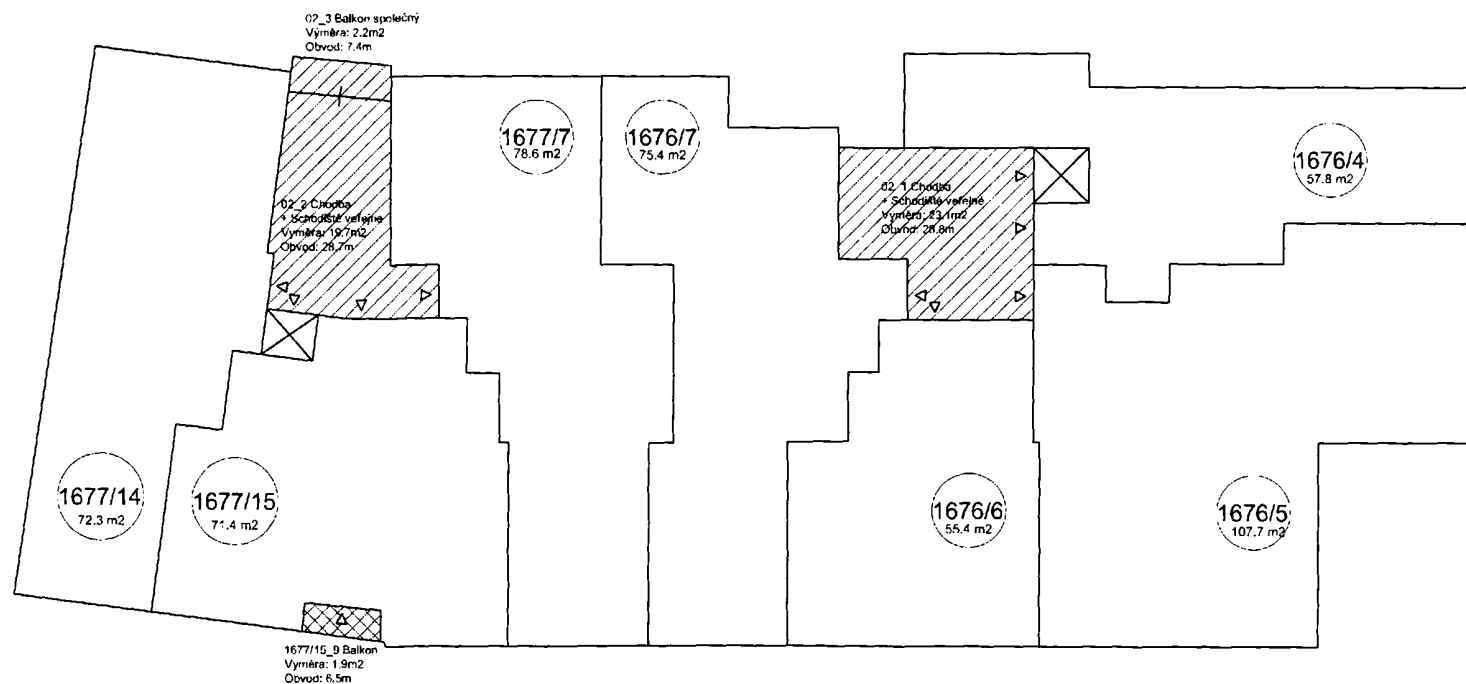 02_3 Balkon společný
Výměra: 2.2m2
Obvod: 7.4m
1677/7
78.6 m2
1676/7
75.4 m2
1676/4
57.8 m2
02_1 Chodba
+ Schodiště veřejné
Výměra: 23.1m2
Obvod: 28.8m
02_2 Chodba
+ Schodiště veřejné
Výměra: 19.7m2
Obvod: 28.7m
1677/14
72.3 m2
1677/15
71.4 m2
1676/6
55.4 m2
1676/5
107.7 m2
1677/15_9 Balkon
Výměra: 1.9m2
Obvod: 6.5m